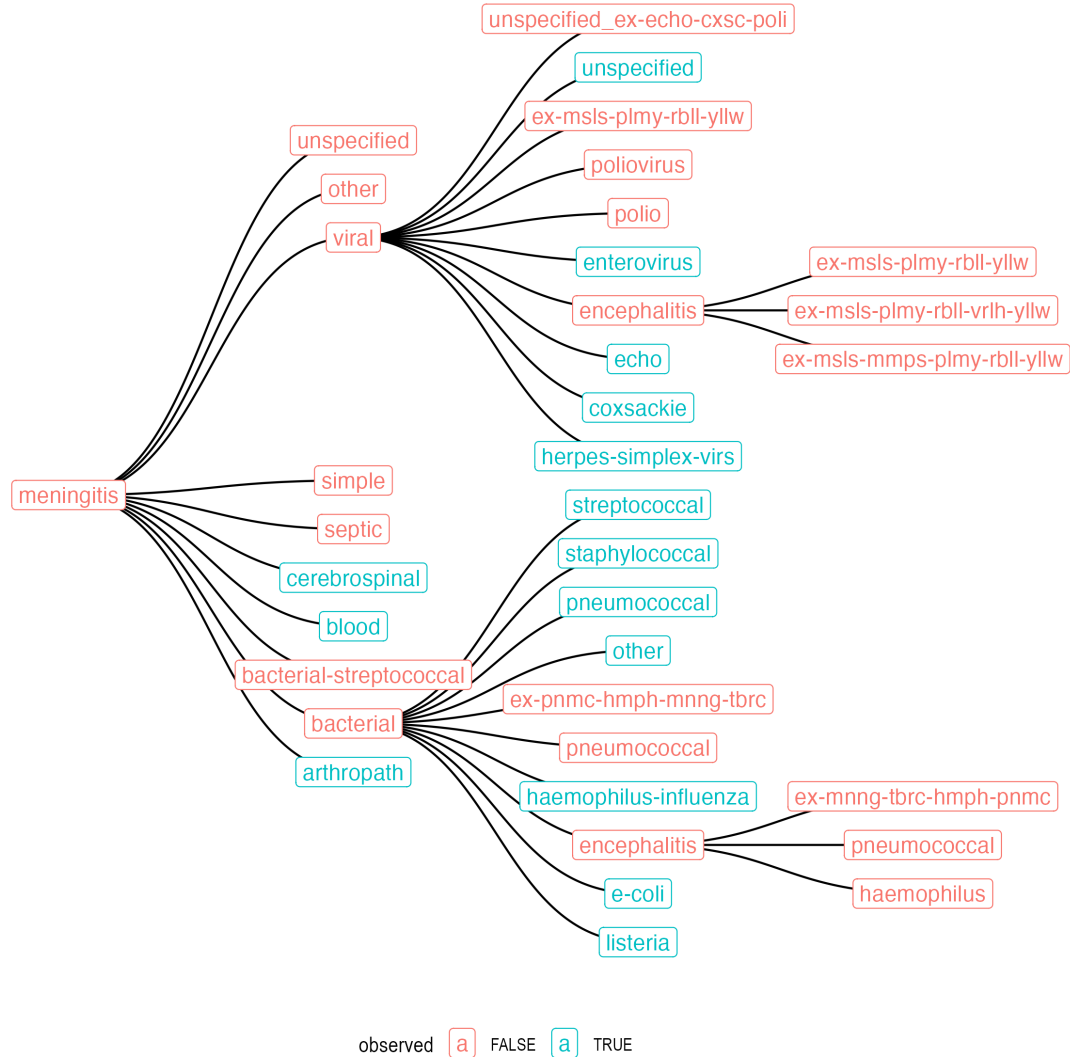 unspecified_ex-echo-cxsc-poli
unspecified
ex-msls-plmy-rbll-yllw
unspecified
poliovirus
other
polio
viral
enterovirus
ex-msls-plmy-rbll-yllw
encephalitis
ex-msls-plmy-rbll-vrlh-yllw
echo
ex-msls-mmps-plmy-rbll-yllw
coxsackie
herpes-simplex-virs
simple
meningitis
streptococcal
septic
staphylococcal
cerebrospinal
pneumococcal
blood
other
bacterial-streptococcal
ex-pnmc-hmph-mnng-tbrc
bacterial
pneumococcal
arthropath
haemophilus-influenza
ex-mnng-tbrc-hmph-pnmc
encephalitis
pneumococcal
e-coli
haemophilus
listeria
observed a FALSE a TRUE